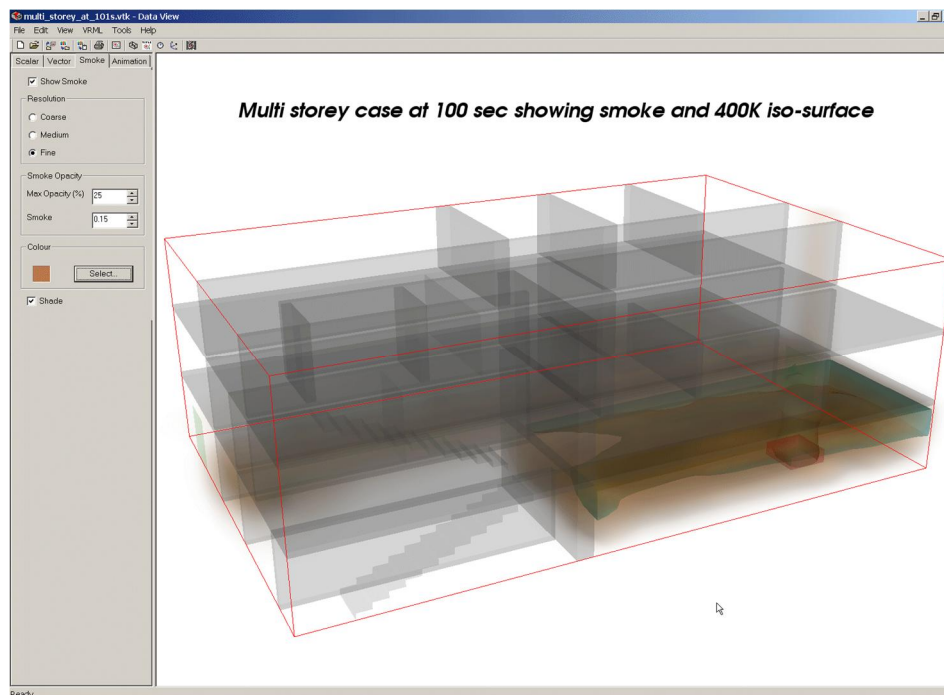 multi_storey_at_101s.vtk - Data View
File Edit View VRML Tools Help
Scalar Vector Smoke Animation
Show Smoke
Resolution
Coarse
Medium
Fine
Smoke Opacity
Max Opacity (%) 25
Smoke 0.15
Colour
Select..
Shade
Multi storey case at 100 sec showing smoke and 400K iso-surface
Ready